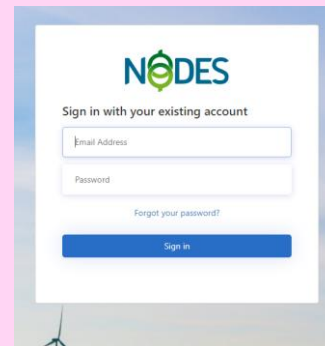 NODES
Sign in with your existing account
Email Address
Password
Forgot your password?
Sign in